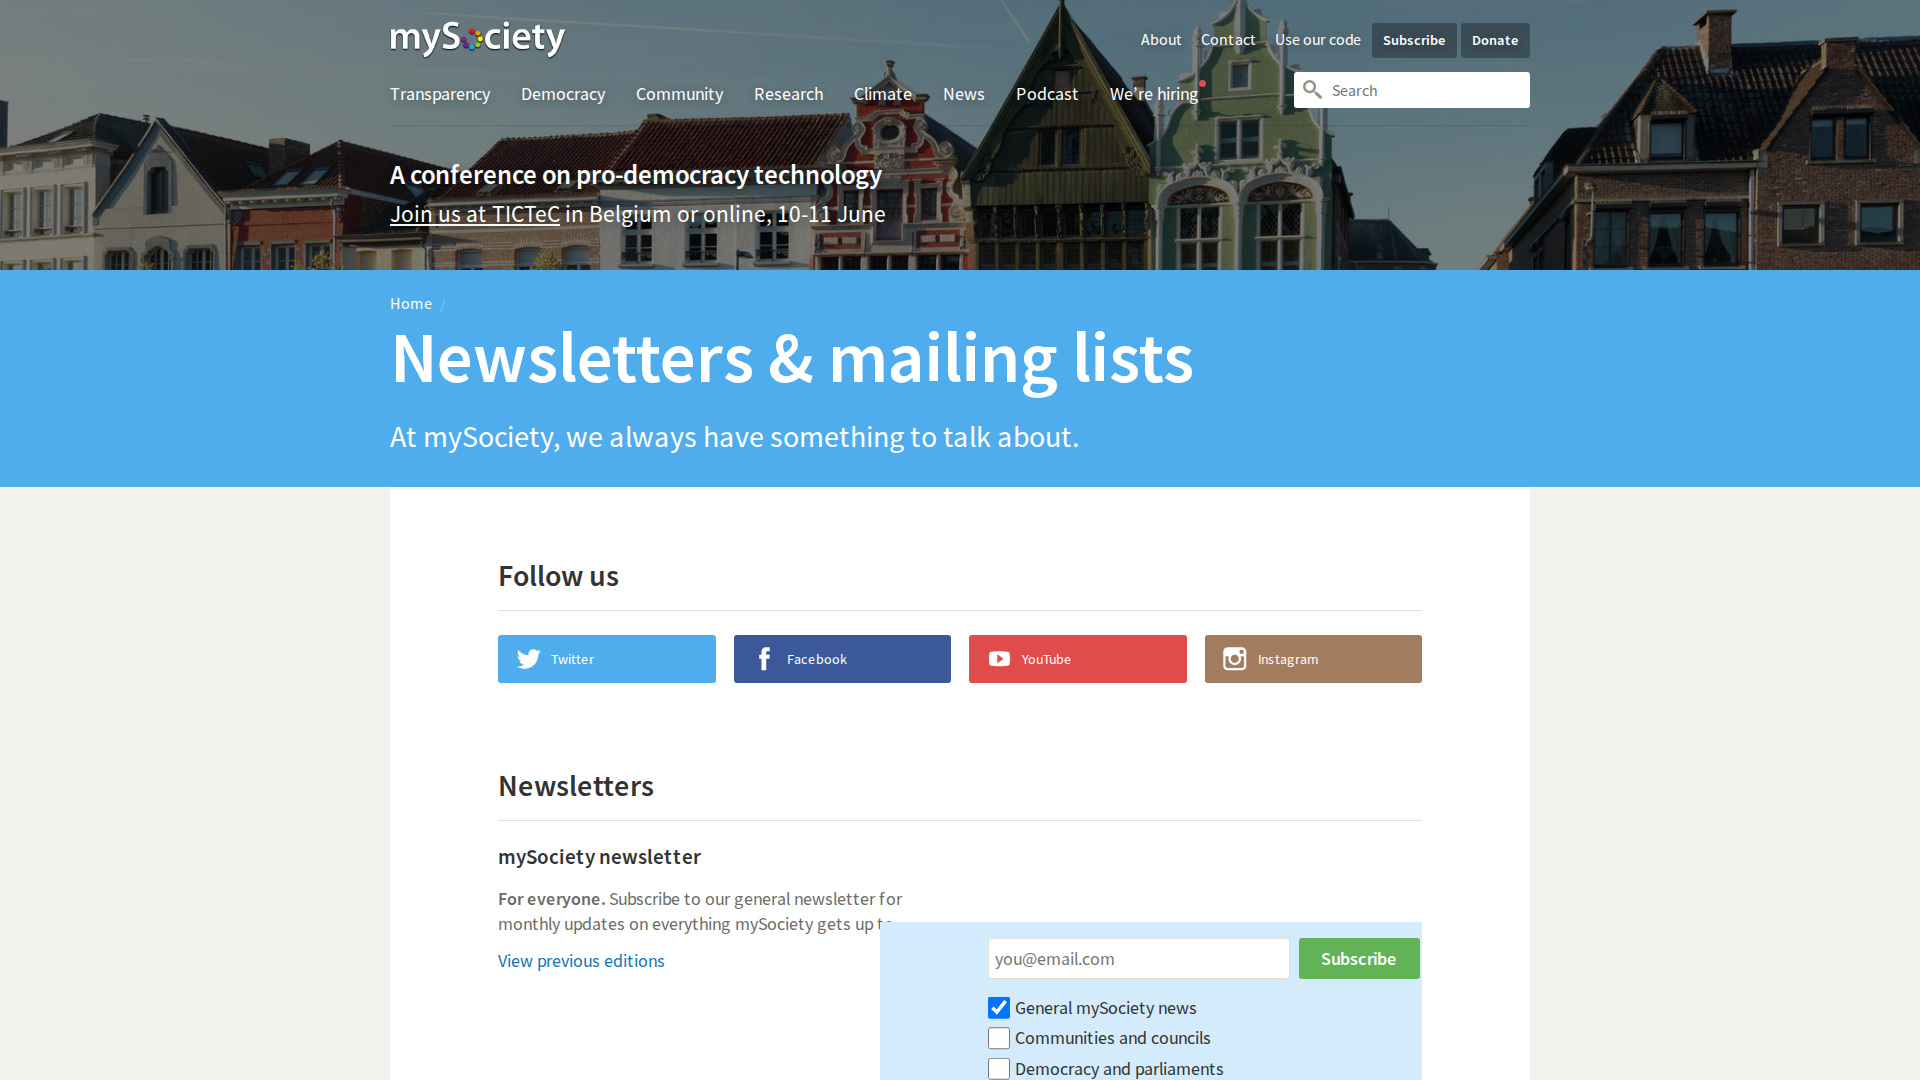 mySociety
About
Contact
Use our code
Subscribe
Donate
Transparency
Democracy
Community
Research
Climate
News
Podcast
We’re hiring
Search
A conference on pro-democracy technology
Join us at TICTeC in Belgium or online, 10-11 June
Home /
Newsletters & mailing lists
At mySociety, we always have something to talk about.
Follow us
Twitter
Facebook
YouTube
Instagram
Newsletters
mySociety newsletter
For everyone. Subscribe to our general newsletter for
monthly updates on everything mySociety gets up
View previous editions
you@email.com
Subscribe
General mySociety news
Communities and councils
Democracy and parliaments